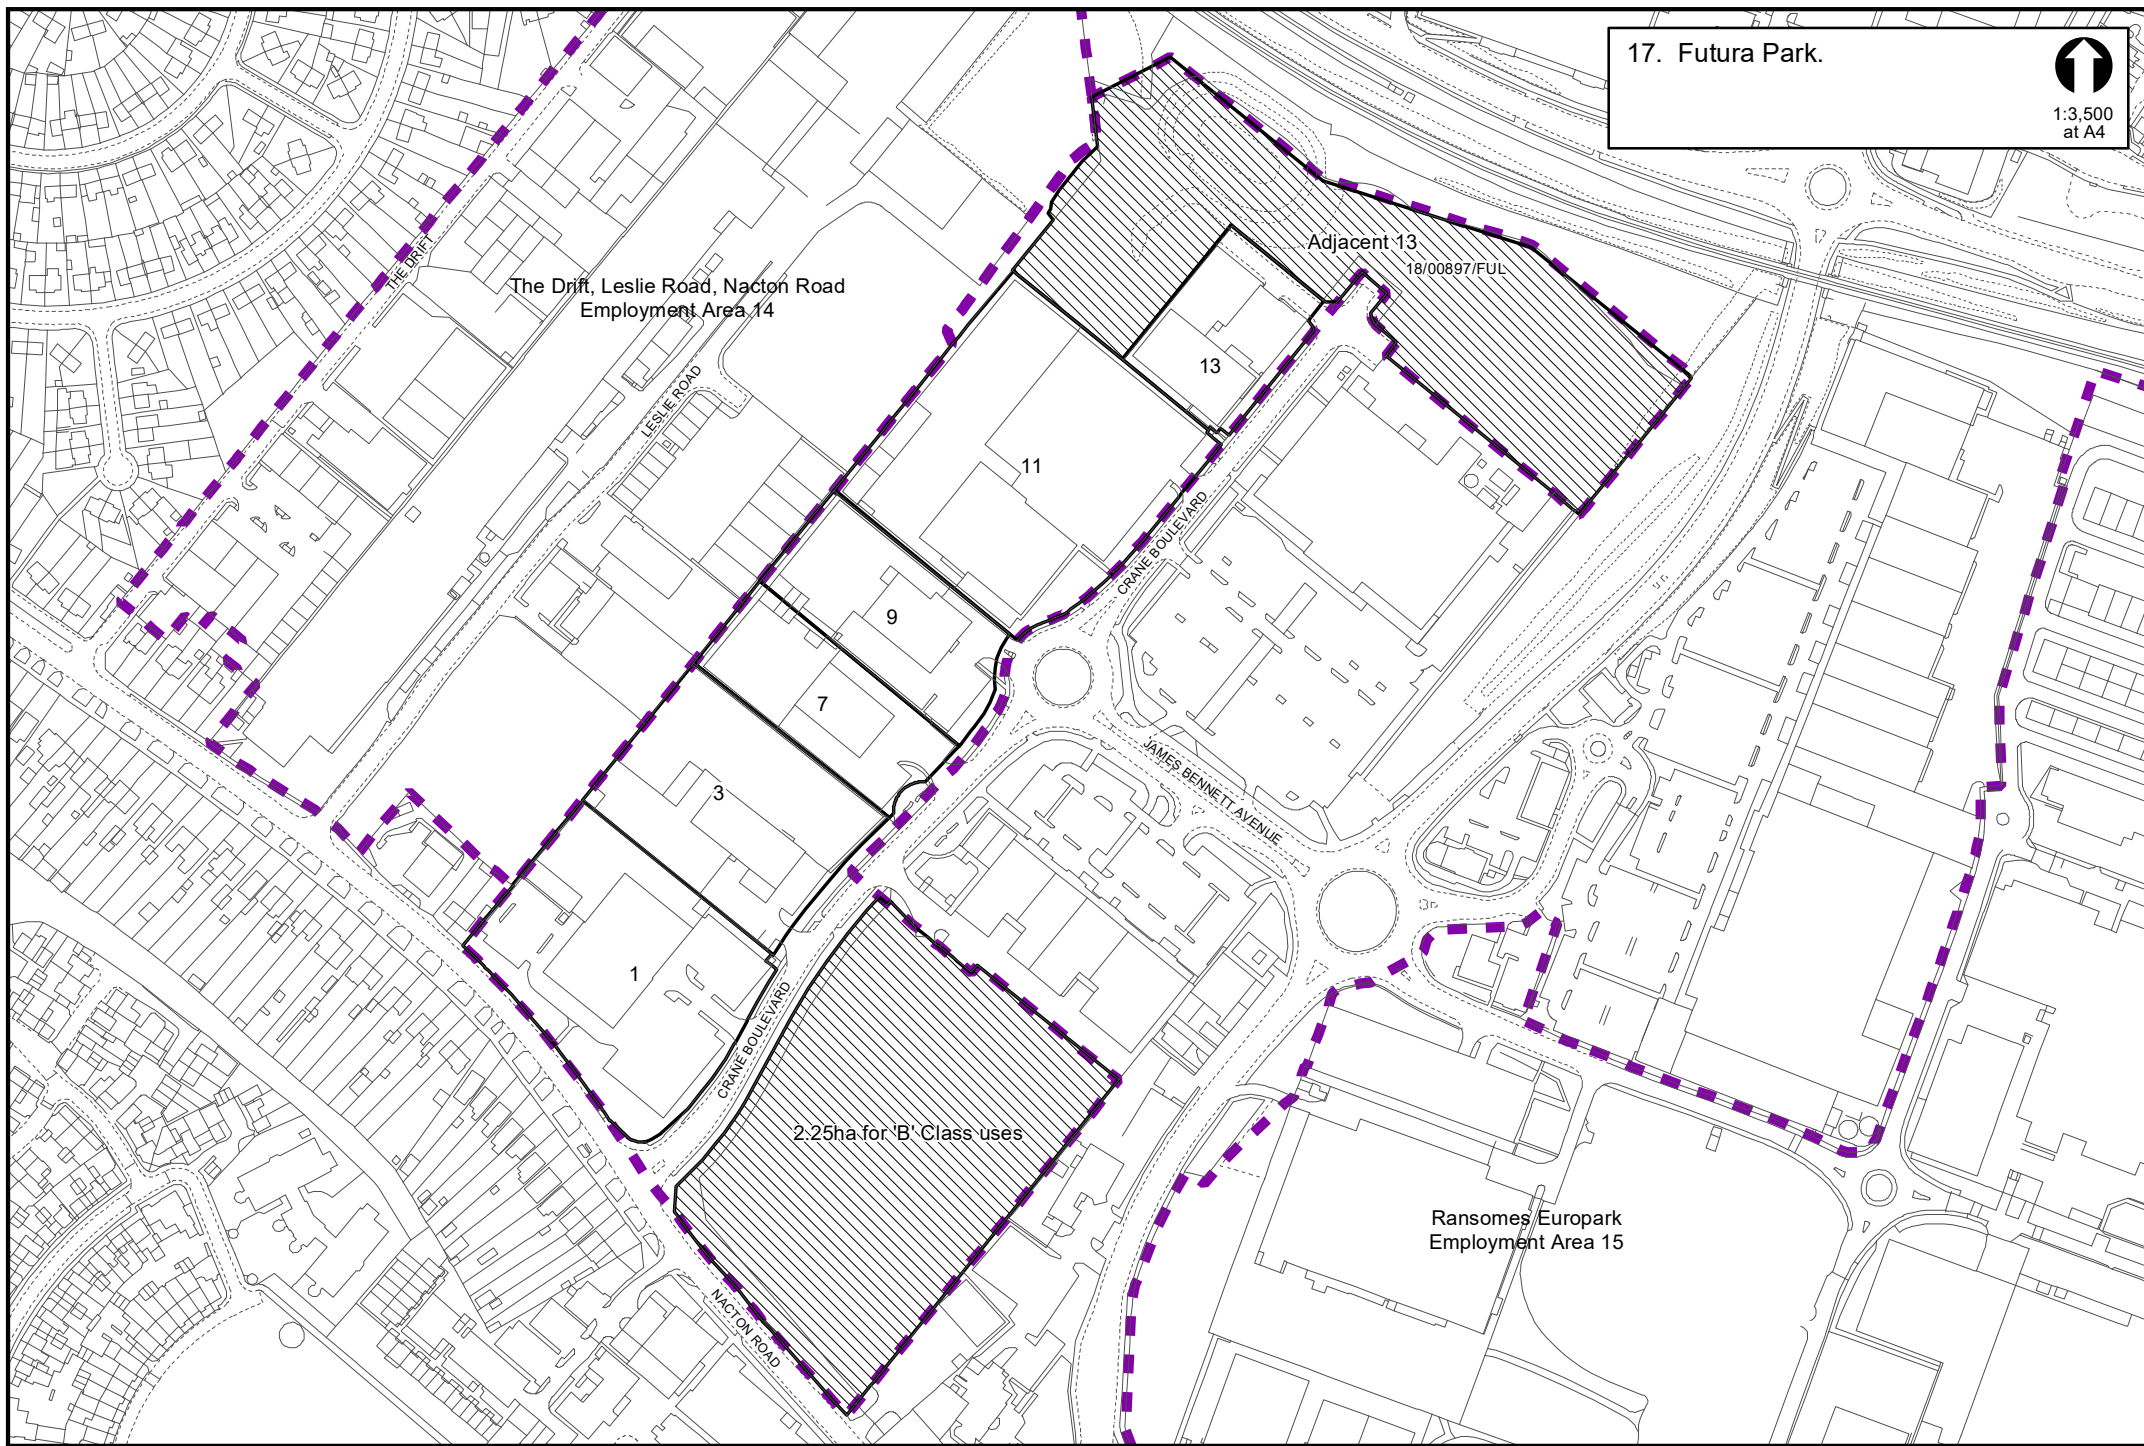 17. Futura Park.
1:3,500
at A4
Adjacent 13
18/00897/FUL
THE DRIFT
The Drift, Leslie Road, Nacton Road
Employment Area 14
13
LESLIE ROAD
11
CRANE BOULEVARD
9
7
JAMES BENNETT AVENUE
3
1
CRANE BOULEVARD
2.25ha for 'B' Class uses
Ransomes Europark
Employment Area 15
NACTON ROAD